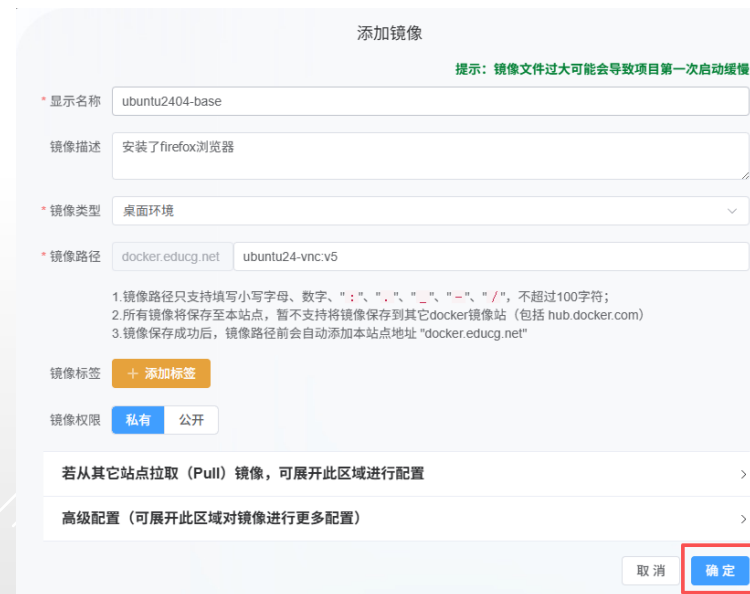 添加镜像
提示：镜像文件过大可能会导致项目第一次启动缓慢
* 显示名称 ubuntu2404-base
镜像描述 安装了firefox浏览器
* 镜像类型 桌面环境
* 镜像路径 docker.educg.net ubuntu24-vnc:v5
1.镜像路径只支持填写小写字母、数字、" : "、" . "、" _ "、" - "、" / "，不超过100字符；
2.所有镜像将保存至本站点，暂不支持将镜像保存到其它docker镜像站（包括 hub.docker.com）
3.镜像保存成功后，镜像路径前会自动添加本站点地址 "docker.educg.net"
镜像标签 + 添加标签
镜像权限 私有 公开
若从其它站点拉取（Pull）镜像，可展开此区域进行配置
高级配置（可展开此区域对镜像进行更多配置）
取消 确定